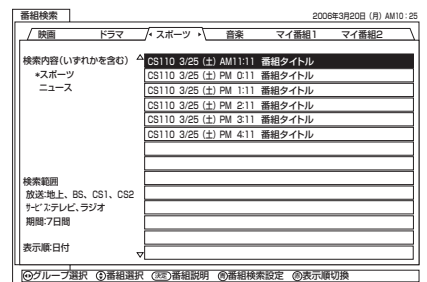 番組検索
2006年3月20日 (月) AM10:25
映画 ドラマ スポーツ 音楽 マイ番組1 マイ番組2
検索内容(いずれかを含む)
*スポーツ
ニュース
CS110 3/25 (土) AM11:11 番組タイトル
CS110 3/25 (土) PM 0:11 番組タイトル
CS110 3/25 (土) PM 1:11 番組タイトル
CS110 3/25 (土) PM 2:11 番組タイトル
CS110 3/25 (土) PM 3:11 番組タイトル
CS110 3/25 (土) PM 4:11 番組タイトル
検索範囲
放送:地上、BS、CS1、CS2
サービス:テレビ、ラジオ
期間:7日間
表示順:日付
グループ選択 番組選択 決定 番組説明 青 番組検索設定 表示順切換